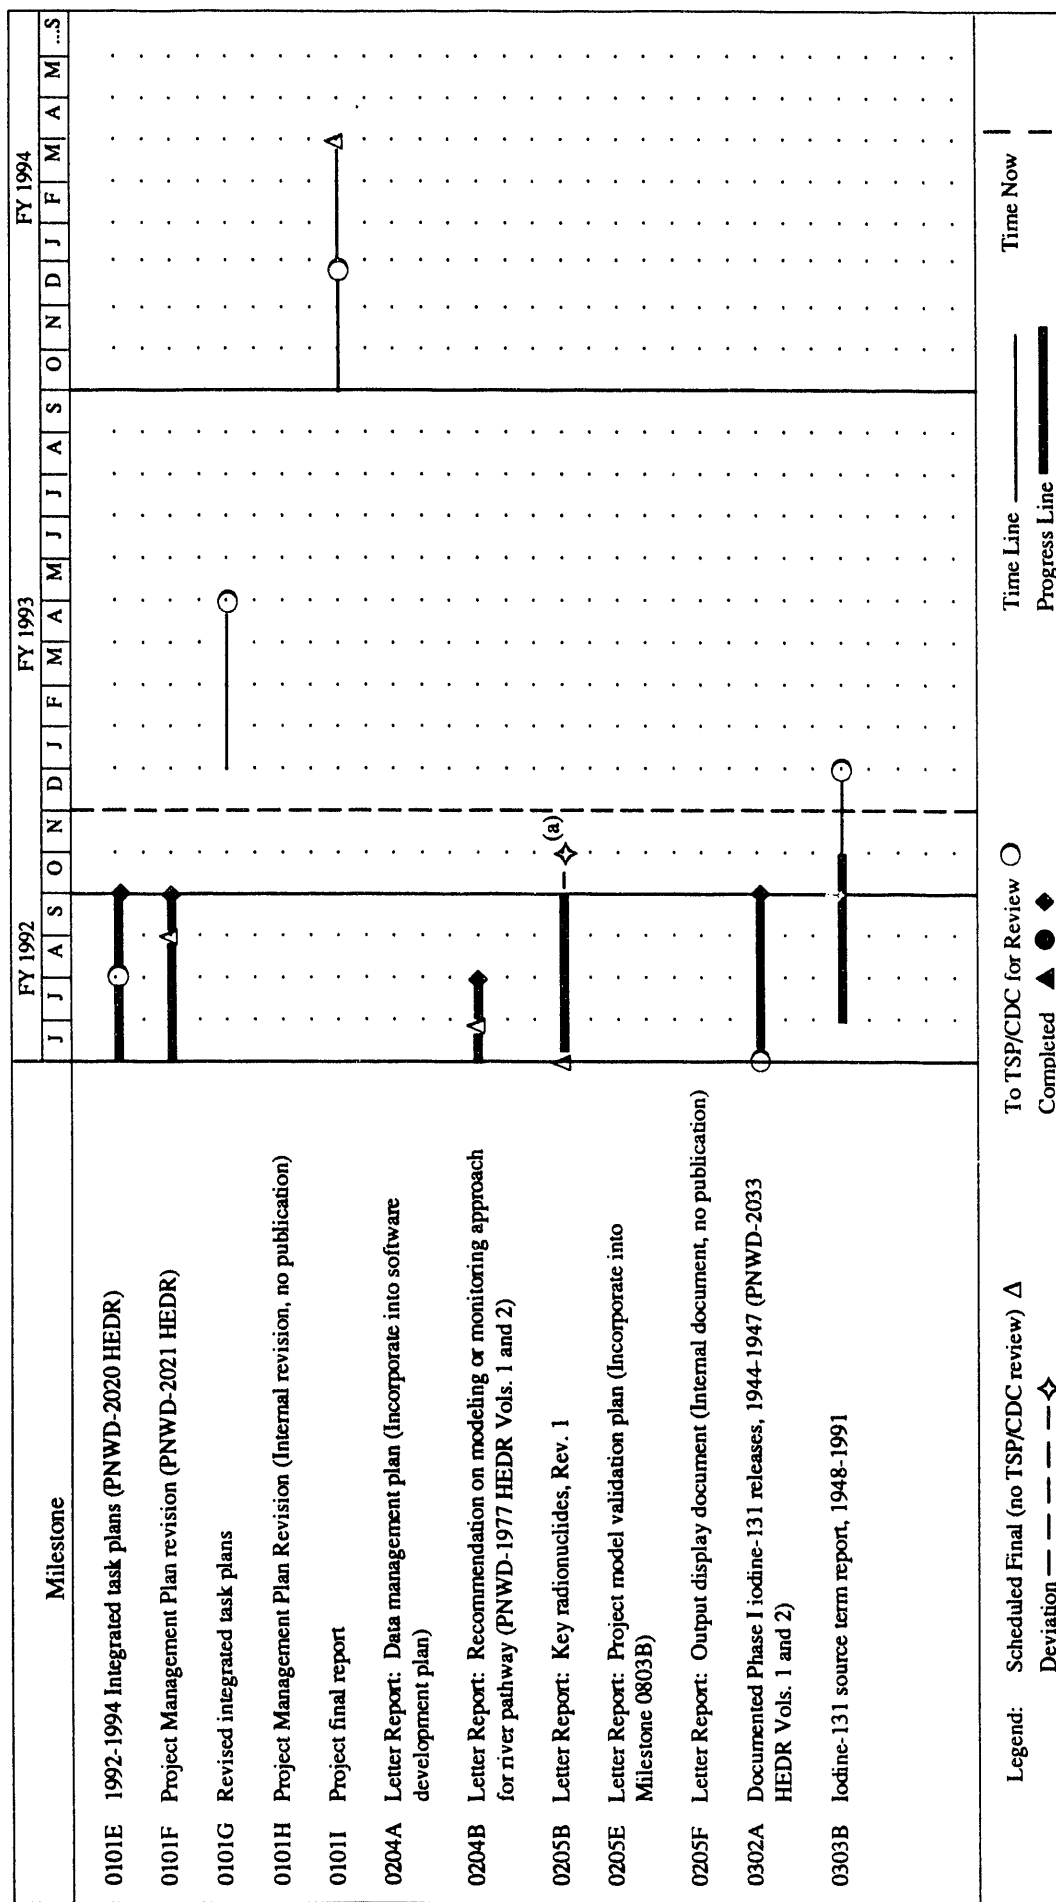 Milestone
FY 1992 FY 1993 FY 1994
J J A S O N D J F M A M J J A S O N D J F M A M ...S
0101E 1992-1994 Integrated task plans (PNWD-2020 HEDR)
0101F Project Management Plan revision (PNWD-2021 HEDR)
0101G Revised integrated task plans
0101H Project Management Plan Revision (Internal revision, no publication)
0101I Project final report
0204A Letter Report: Data management plan (Incorporate into software
development plan)
0204B Letter Report: Recommendation on modeling or monitoring approach
for river pathway (PNWD-1977 HEDR Vols. 1 and 2)
0205B Letter Report: Key radionuclides, Rev. 1
(a)
0205E Letter Report: Project model validation plan (Incorporate into
Milestone 0803B)
0205F Letter Report: Output display document (Internal document, no publication)
0302A Documented Phase I iodine-131 releases, 1944-1947 (PNWD-2033
HEDR Vols. 1 and 2)
0303B Iodine-131 source term report, 1948-1991
Legend: Scheduled Final (no TSP/CDC review) To TSP/CDC for Review Time Line Time Now
Deviation Completed Progress Line